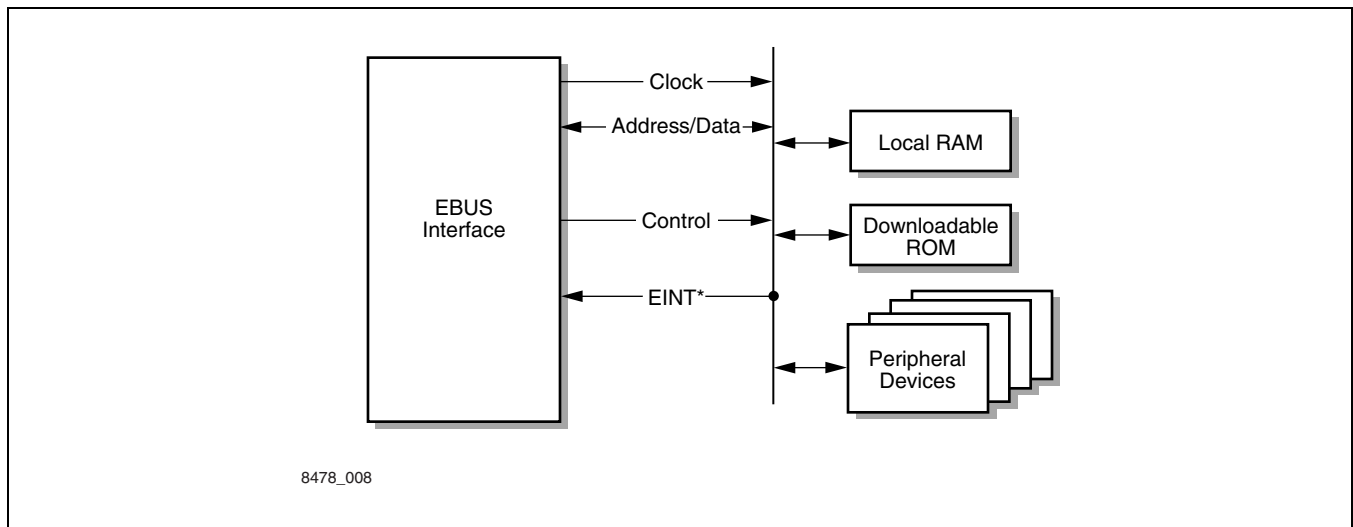 Clock
Address/Data
Local RAM
EBUS
Interface
Control
Downloadable
ROM
EINT*
Peripheral
Devices
8478_008